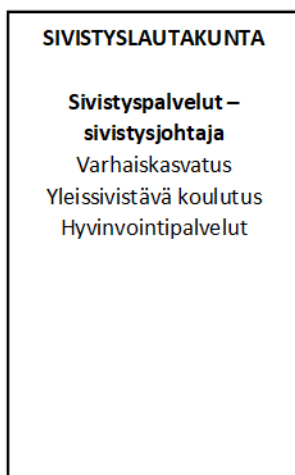 SIVISTYSLAUTAKUNTA
Sivistyspalvelut –
sivistysjohtaja
Varhaiskasvatus
Yleissivistävä koulutus
Hyvinvointipalvelut